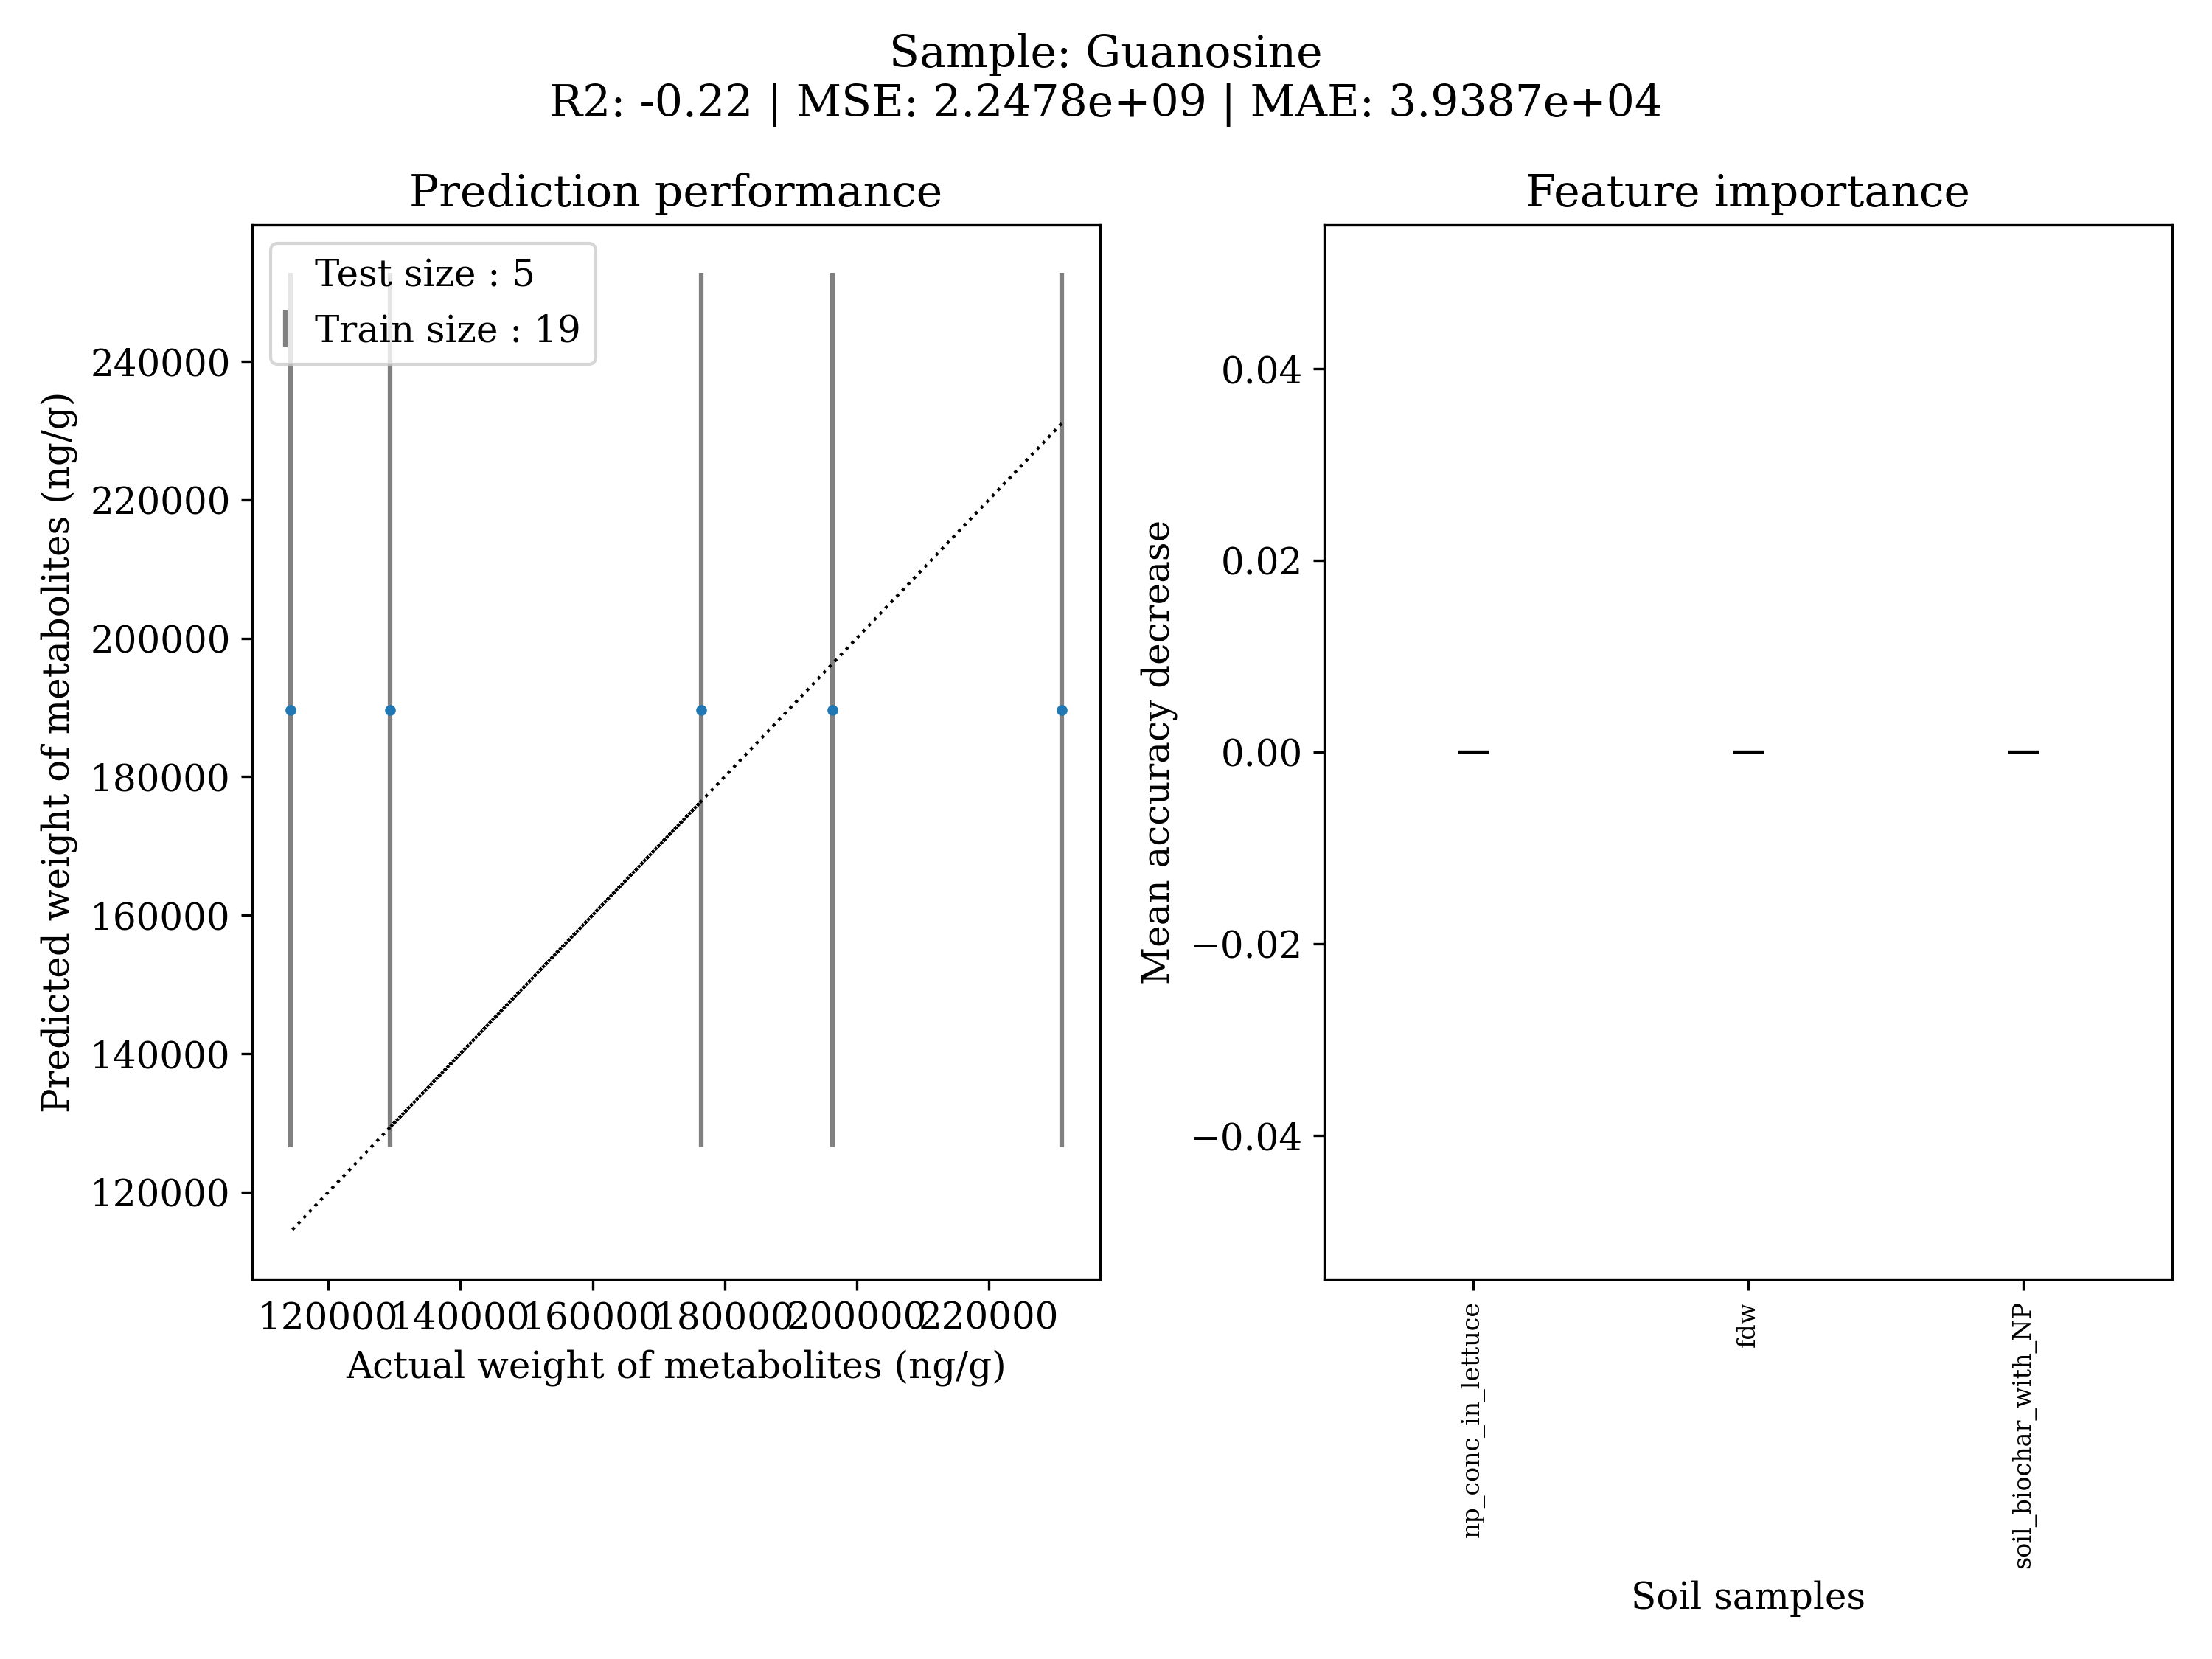 Sample: Guanosine
R2: -0.22 | MSE: 2.2478e+09 | MAE: 3.9387e+04
Prediction performance
Test size : 5
Train size : 19
Predicted weight of metabolites (ng/g)
240000
220000
200000
180000
160000
140000
120000
120000 140000 160000 180000 200000 220000
Actual weight of metabolites (ng/g)
Feature importance
Mean accuracy decrease
0.04
0.02
0.00
−0.02
−0.04
np_conc_in_lettuce
fdw
soil_biochar_with_NP
Soil samples